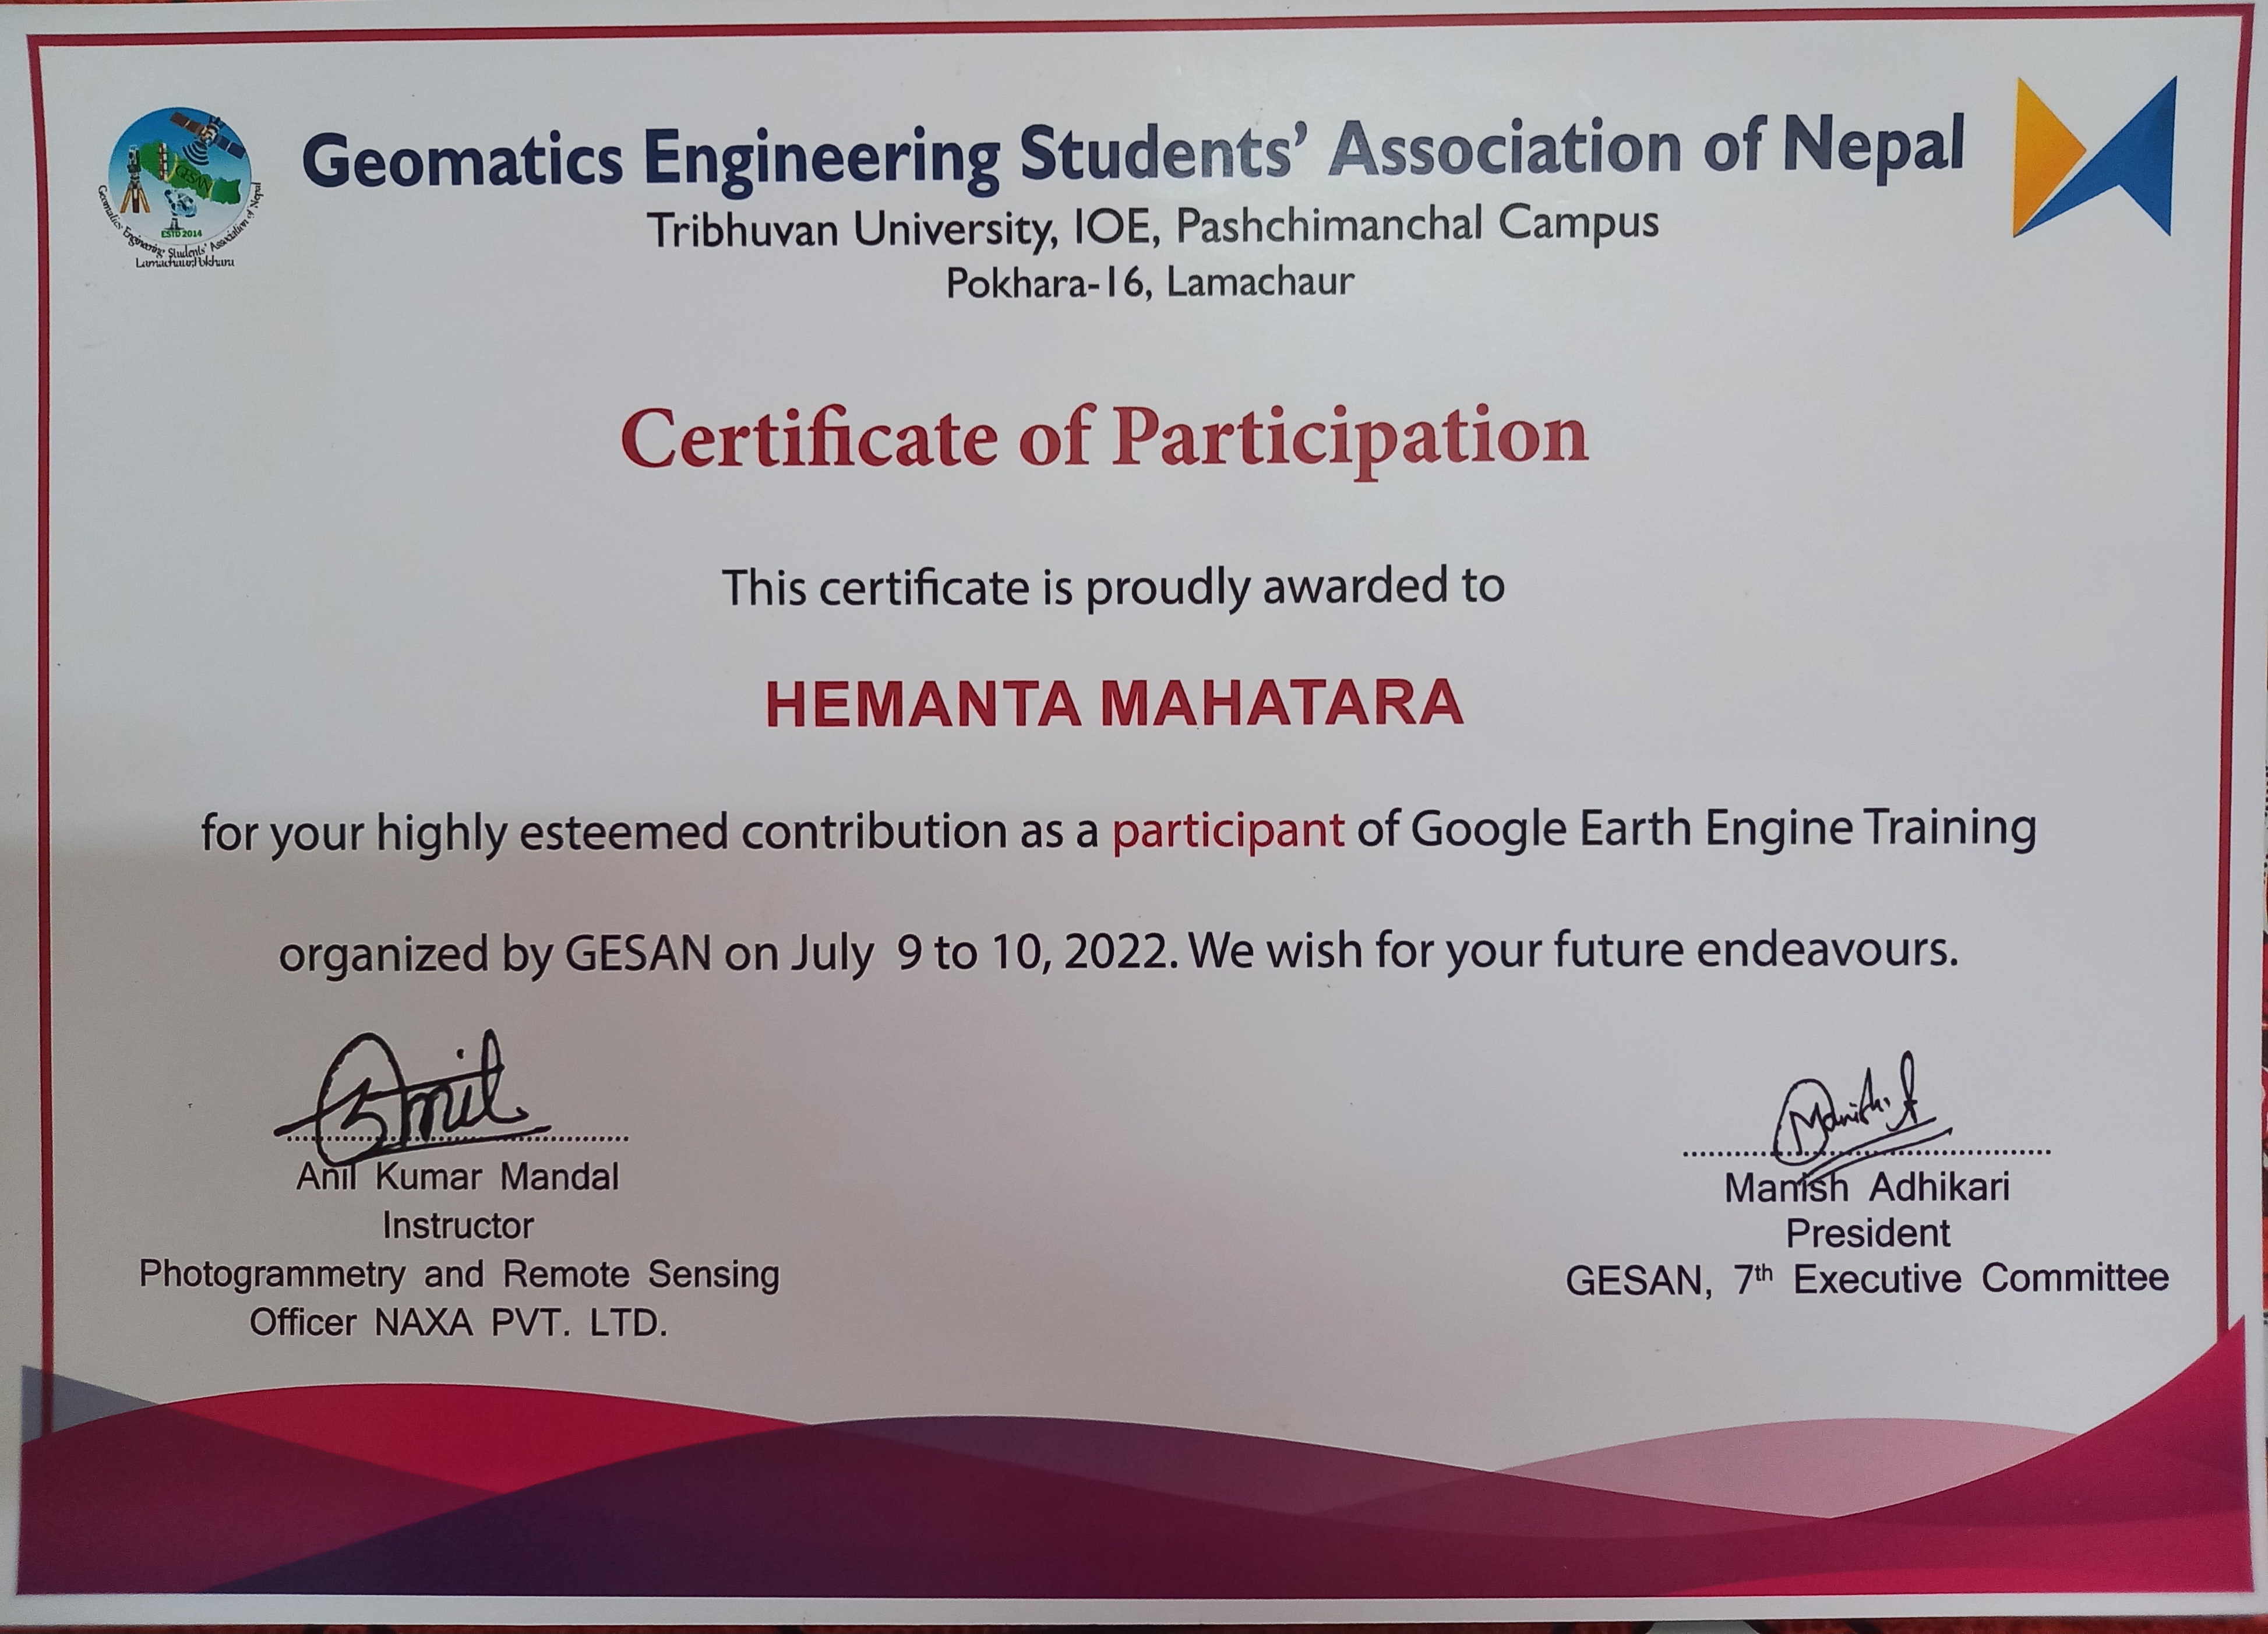 Geomatics Engineering Students' Association of Nepal
Tribhuvan University, IOE, Pashchimanchal Campus
Pokhara-16, Lamachaur
GESAN
ESTD 2014
Geomatics Engineering Students' Association of Nepal
Lamachaur, Pokhara
Certificate of Participation
This certificate is proudly awarded to
HEMANTA MAHATARA
for your highly esteemed contribution as a participant of Google Earth Engine Training
organized by GESAN on July 9 to 10, 2022. We wish for your future endeavours.
Anil
Anil Kumar Mandal
Instructor
Photogrammetry and Remote Sensing
Officer NAXA PVT. LTD.
Manish. A
Manish Adhikari
President
GESAN, 7th Executive Committee